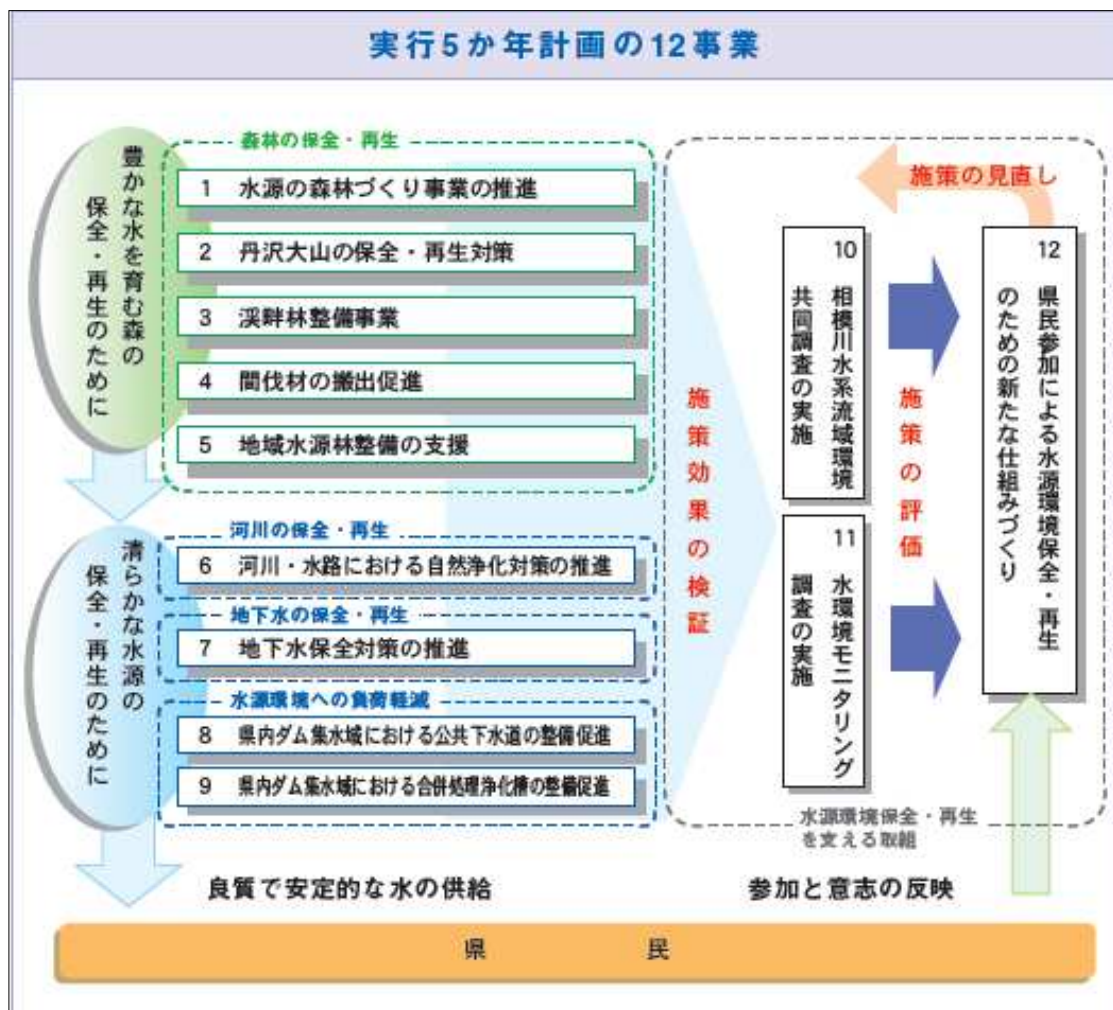 実行5か年計画の12事業
豊かな水を育む森の
保全・再生のために
森林の保全・再生
1 水源の森林づくり事業の推進
2 丹沢大山の保全・再生対策
3 渓畔林整備事業
4 間伐材の搬出促進
5 地域水源林整備の支援
清らかな水源の
保全・再生のために
河川の保全・再生
6 河川・水路における自然浄化対策の推進
地下水の保全・再生
7 地下水保全対策の推進
水源環境への負荷軽減
8 県内ダム集水域における公共下水道の整備促進
9 県内ダム集水域における合併処理浄化槽の整備促進
施策効果の検証
10 相模川水系流域環境
共同調査の実施
11 水環境モニタリング
調査の実施
施策の評価
施策の見直し
12 県民参加による水源環境保全・再生
のための新たな仕組みづくり
水源環境保全・再生
を支える取組
良質で安定的な水の供給
参加と意志の反映
県民